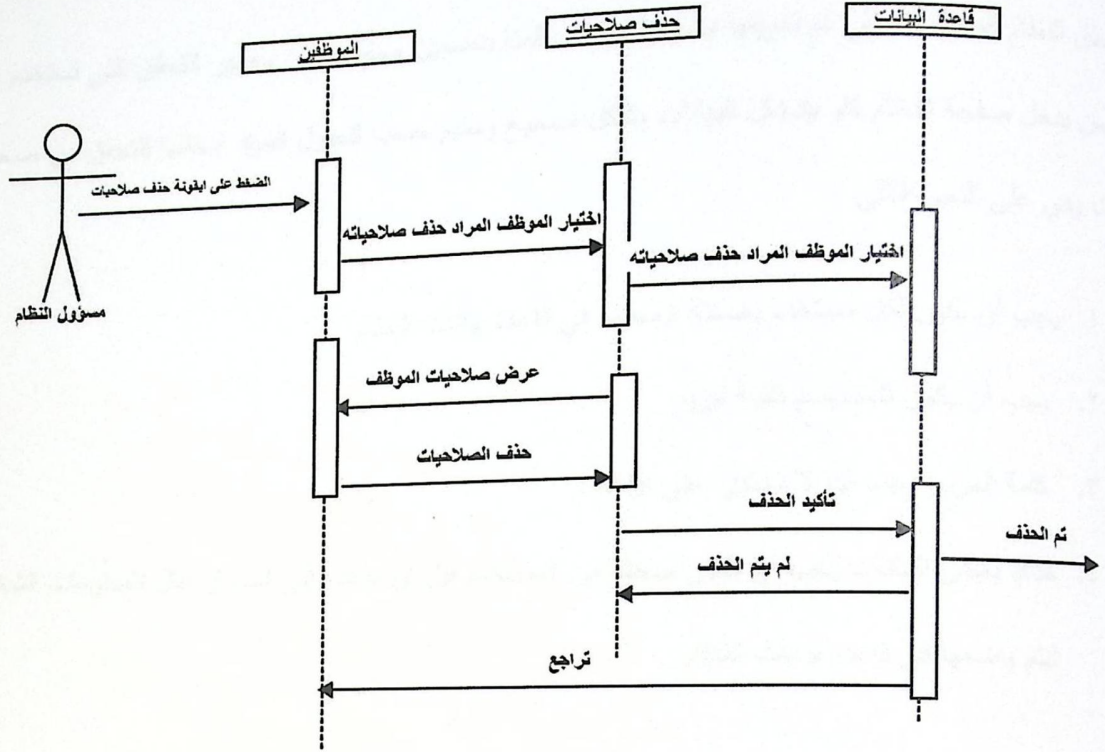 قاعدة البيانات
حذف صلاحيات
الموظفين
الضغط على ايقونة حذف صلاحيات
اختيار الموظف المراد حذف صلاحياته
اختيار الموظف المراد حذف صلاحياته
مسؤول النظام
عرض صلاحيات الموظف
حذف الصلاحيات
تأكيد الحذف
تم الحذف
لم يتم الحذف
تراجع